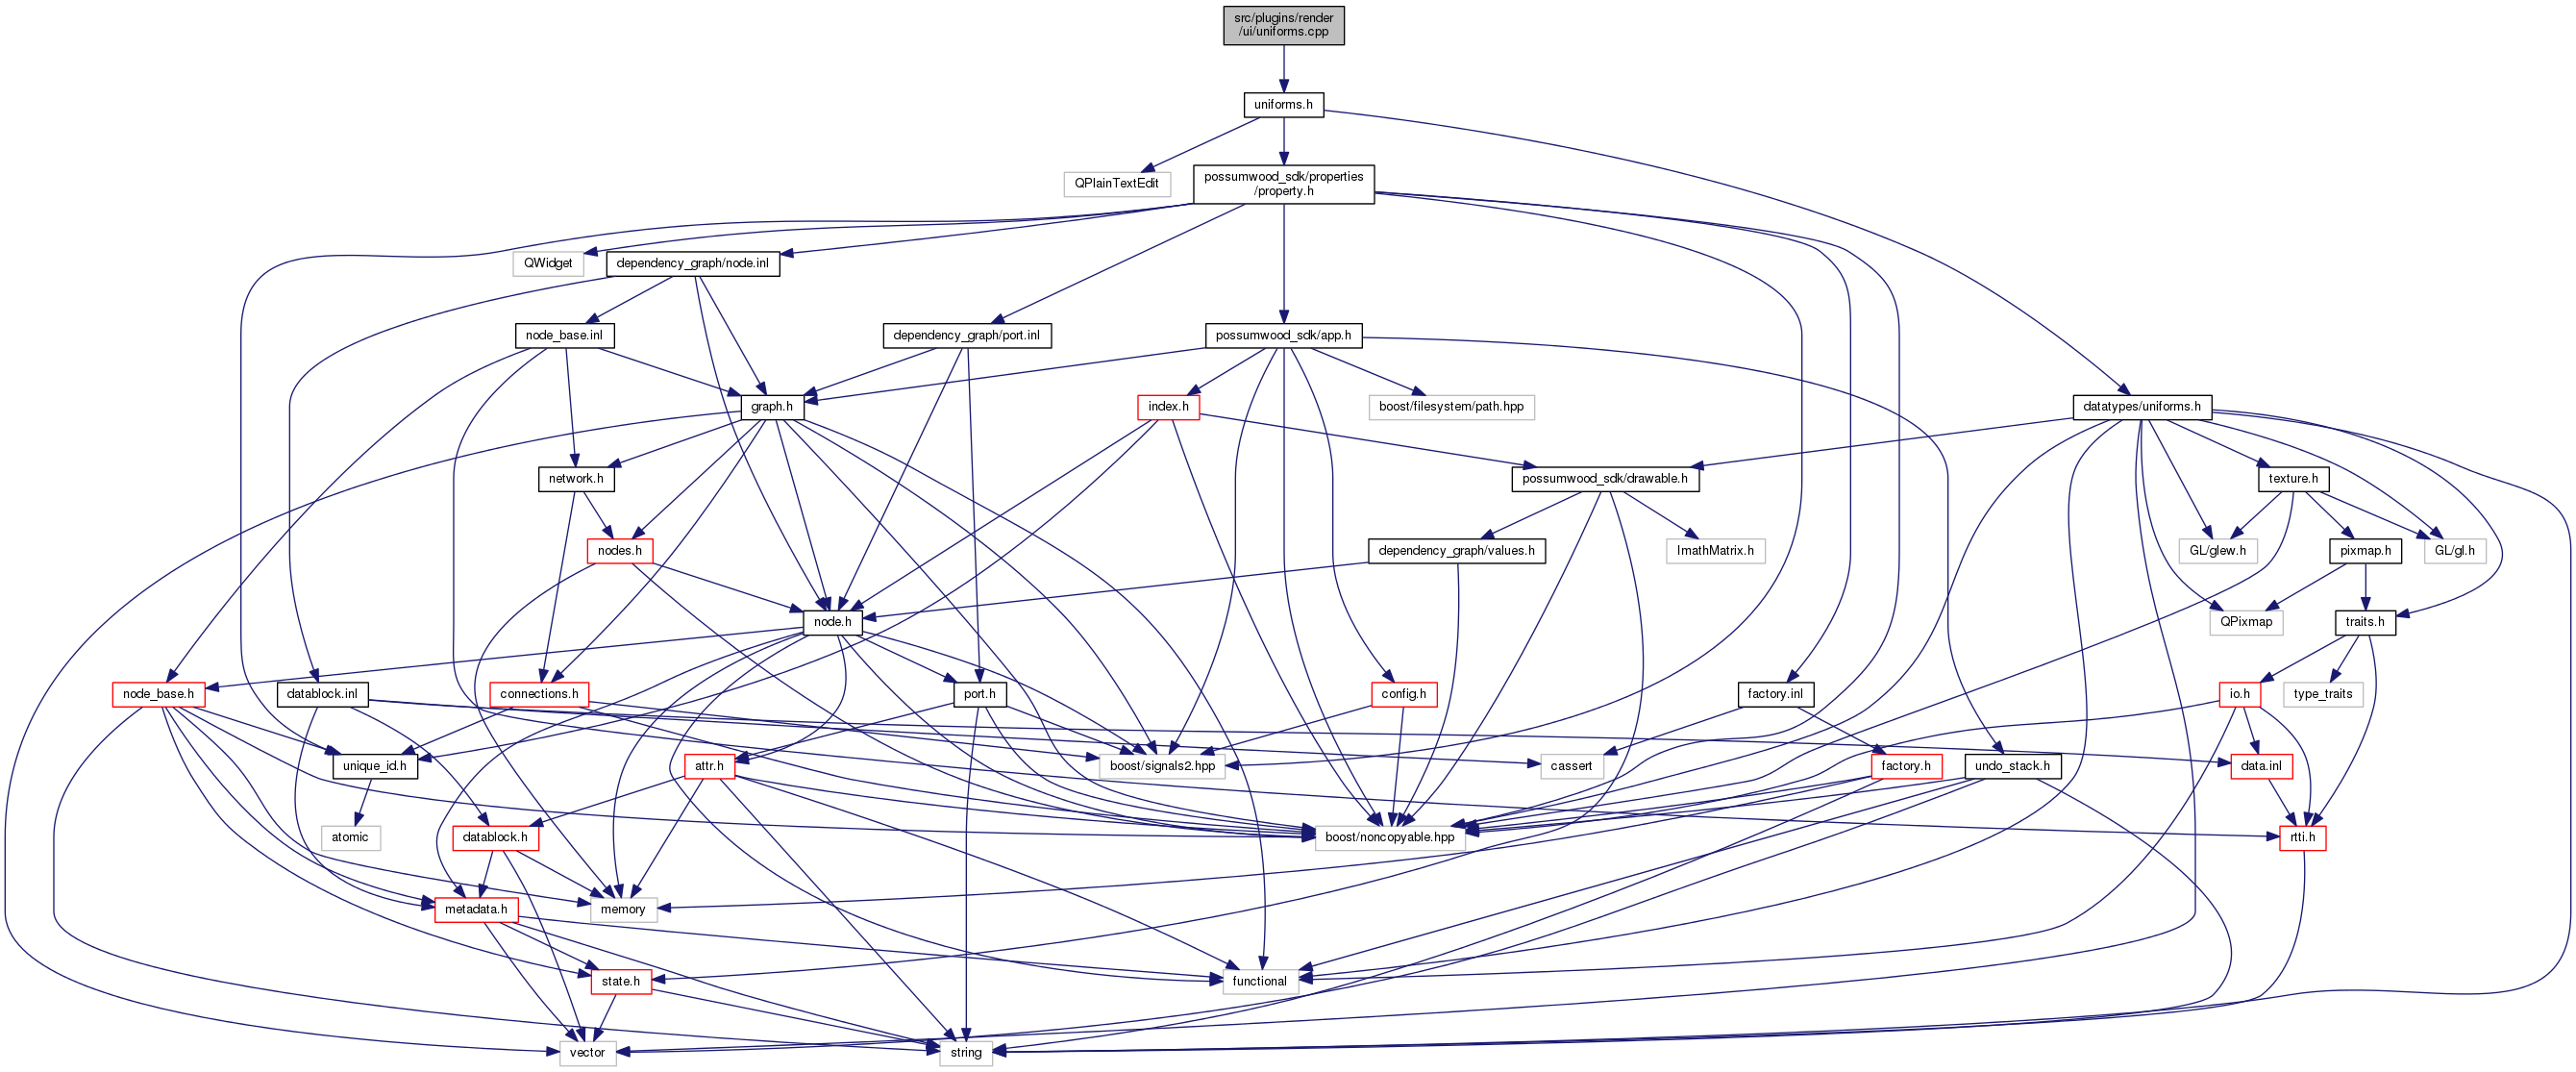 src/plugins/render
/ui/uniforms.cpp
uniforms.h
QPlainTextEdit
possumwood_sdk/properties
/property.h
QWidget
dependency_graph/node.inl
node_base.inl
dependency_graph/port.inl
possumwood_sdk/app.h
graph.h
index.h
boost/filesystem/path.hpp
datatypes/uniforms.h
network.h
possumwood_sdk/drawable.h
texture.h
nodes.h
dependency_graph/values.h
ImathMatrix.h
GL/glew.h
pixmap.h
GL/gl.h
node.h
QPixmap
traits.h
node_base.h
datablock.inl
connections.h
port.h
config.h
factory.inl
io.h
type_traits
unique_id.h
attr.h
boost/signals2.hpp
cassert
factory.h
undo_stack.h
data.inl
atomic
datablock.h
boost/noncopyable.hpp
rtti.h
metadata.h
memory
state.h
functional
vector
string